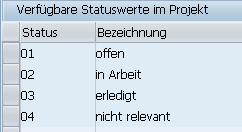 Verfügbare Statuswerte im Projekt
Status Bezeichnung
01 offen
02 in Arbeit
03 erledigt
04 nicht relevant